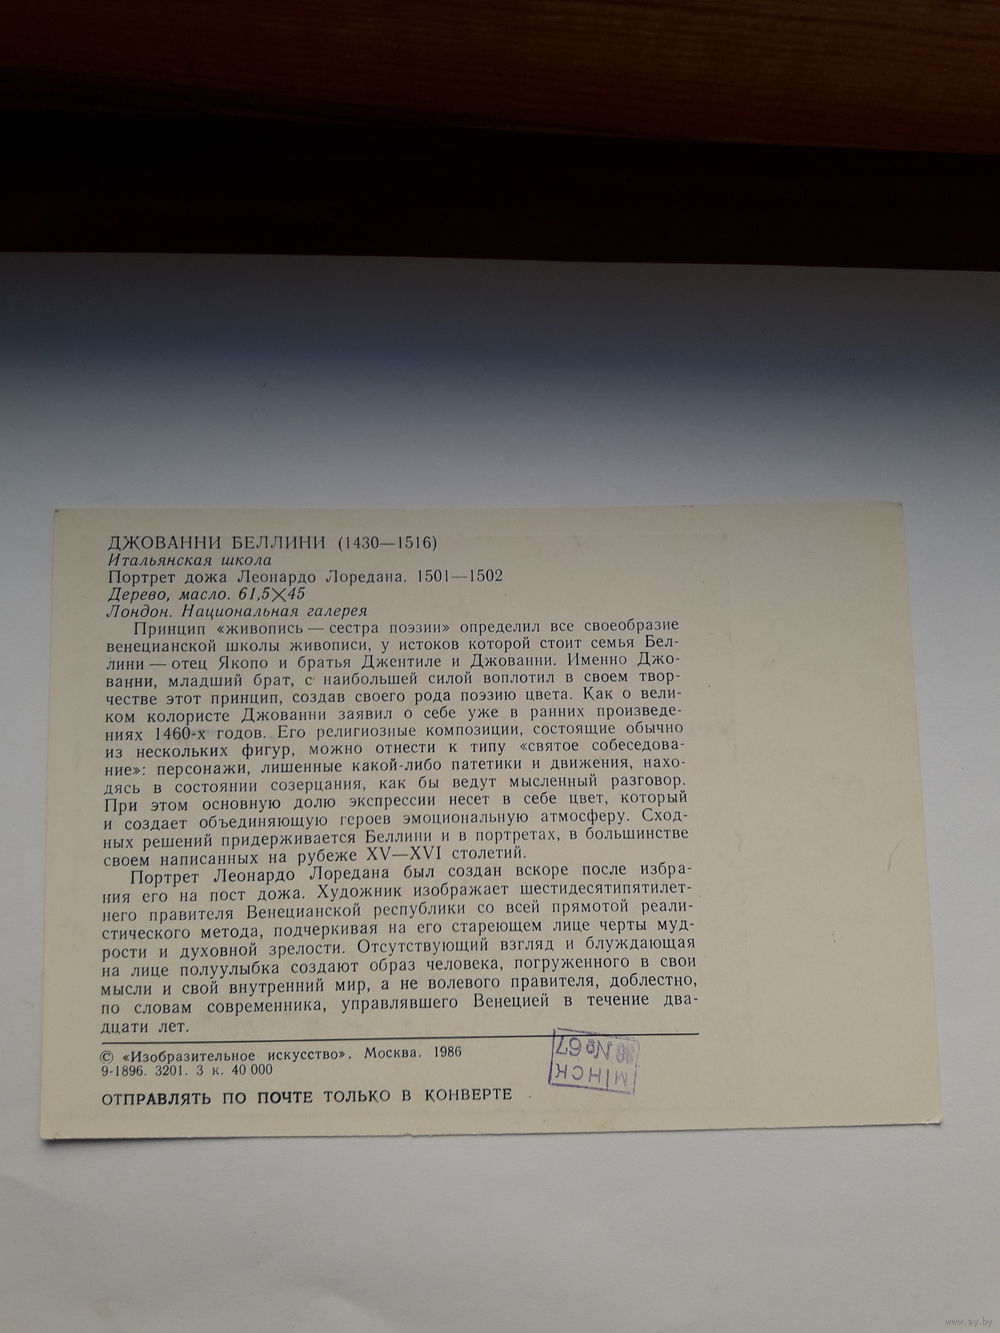 ДЖОВАННИ БЕЛЛИНИ (1430—1516)
Итальянская школа
Портрет дожа Леонардо Лоредана. 1501—1502
Дерево, масло. 61,5×45
Лондон. Национальная галерея
Принцип «живопись — сестра поэзии» определил все своеобразие
венецианской школы живописи, у истоков которой стоит семья Бел-
лини — отец Якопо и братья Джентиле и Джованни. Именно Джо-
ванни, младший брат, с наибольшей силой воплотил в своем твор-
честве этот принцип, создав своего рода поэзию цвета. Как о вели-
ком колористе Джованни заявил о себе уже в ранних произведе-
ниях 1460-х годов. Его религиозные композиции, состоящие обычно
из нескольких фигур, можно отнести к типу «святое собеседова-
ние»: персонажи, лишенные какой-либо патетики и движения, нахо-
дясь в состоянии созерцания, как бы ведут мысленный разговор.
При этом основную долю экспрессии несет в себе цвет, который
и создает объединяющую героев эмоциональную атмосферу. Сход-
ных решений придерживается Беллини и в портретах, в большинстве
своем написанных на рубеже XV—XVI столетий.
Портрет Леонардо Лоредана был создан вскоре после избра-
ния его на пост дожа. Художник изображает шестидесятипятилет-
него правителя Венецианской республики со всей прямотой реали-
стического метода, подчеркивая на его стареющем лице черты муд-
рости и духовной зрелости. Отсутствующий взгляд и блуждающая
на лице полуулыбка создают образ человека, погруженного в свои
мысли и свой внутренний мир, а не волевого правителя, доблестно,
по словам современника, управлявшего Венецией в течение два-
дцати лет.
© «Изобразительное искусство». Москва. 1986
9-1896. 3201. 3 к. 40 000
ОТПРАВЛЯТЬ ПО ПОЧТЕ ТОЛЬКО В КОНВЕРТЕ
МІНСК
№67
www.ay.by